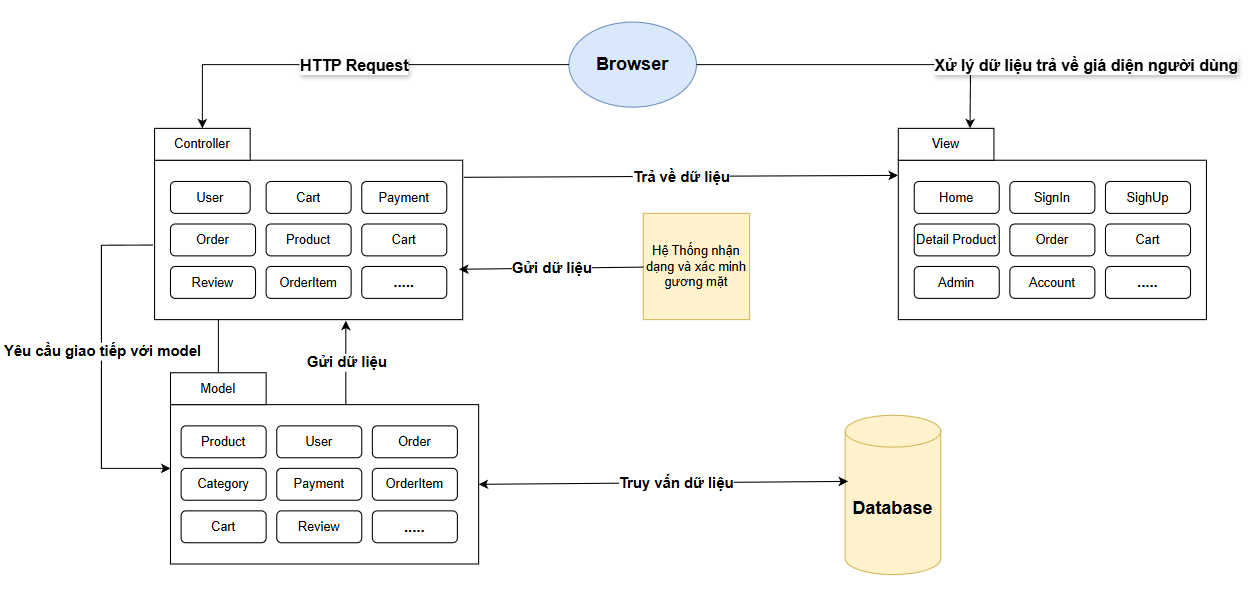 Browser
HTTP Request
Xử lý dữ liệu trả về giá diện người dùng
Controller
User
Cart
Payment
Order
Product
Cart
Review
OrderItem
.....
Trả về dữ liệu
Hệ Thống nhận
dạng và xác minh
gương mặt
Gửi dữ liệu
View
Home
SignIn
SighUp
Detail Product
Order
Cart
Admin
Account
.....
Yêu cầu giao tiếp với model
Gửi dữ liệu
Model
Product
User
Order
Category
Payment
OrderItem
Cart
Review
.....
Truy vấn dữ liệu
Database